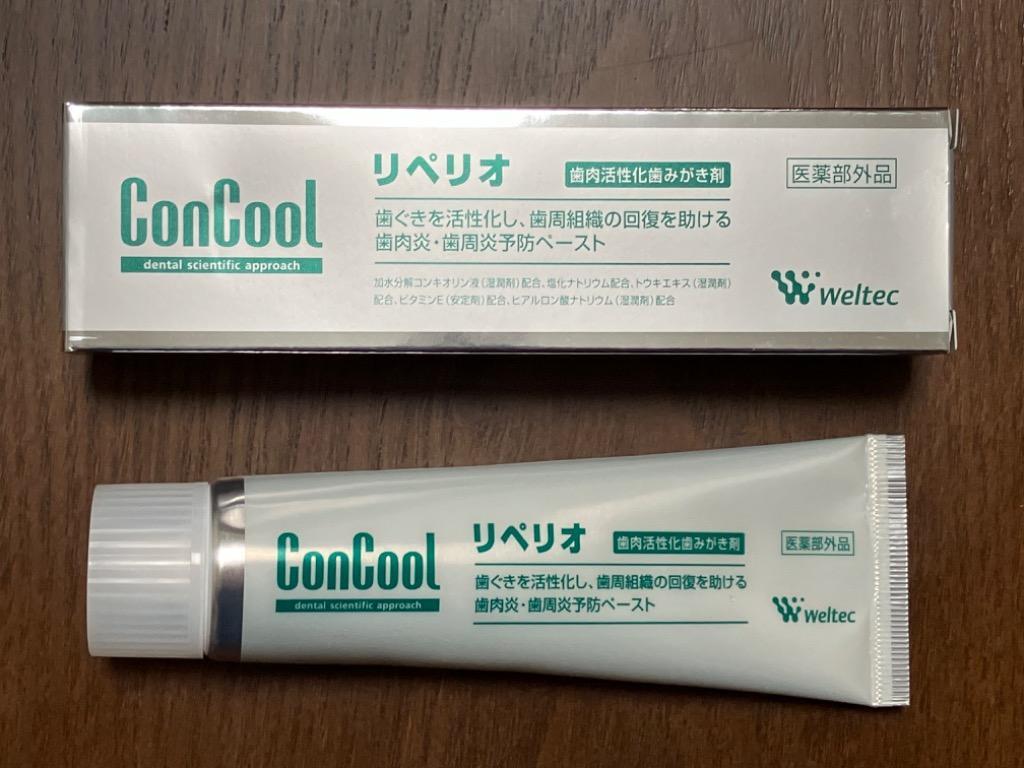 ConCool
dental scientific approach
リペリオ
歯肉活性化歯みがき剤
医薬部外品
歯ぐきを活性化し、歯周組織の回復を助ける
歯肉炎・歯周炎予防ペースト
加水分解コンキオリン液(湿潤剤)配合、塩化ナトリウム配合、トウキエキス(湿潤剤)
配合、ビタミンE(安定剤)配合、ヒアルロン酸ナトリウム(湿潤剤)配合
weltec
ConCool
dental scientific approach
リペリオ
歯肉活性化歯みがき剤
医薬部外品
歯ぐきを活性化し、歯周組織の回復を助ける
歯肉炎・歯周炎予防ペースト
weltec